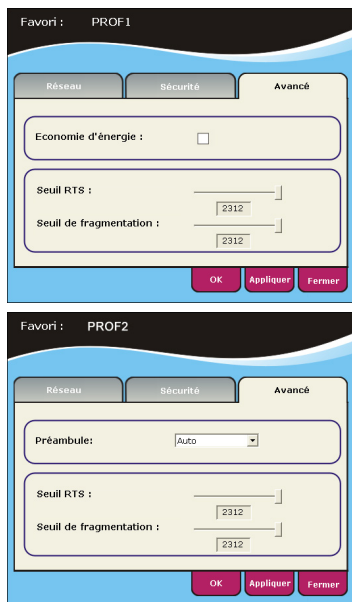 Favori : PROF1
Réseau Sécurité Avancé
Economie d'énergie :
Seuil RTS :
2312
Seuil de fragmentation :
2312
OK Appliquer Fermer
Favori : PROF2
Réseau Sécurité Avancé
Préambule: Auto
Seuil RTS :
2312
Seuil de fragmentation :
2312
OK Appliquer Fermer